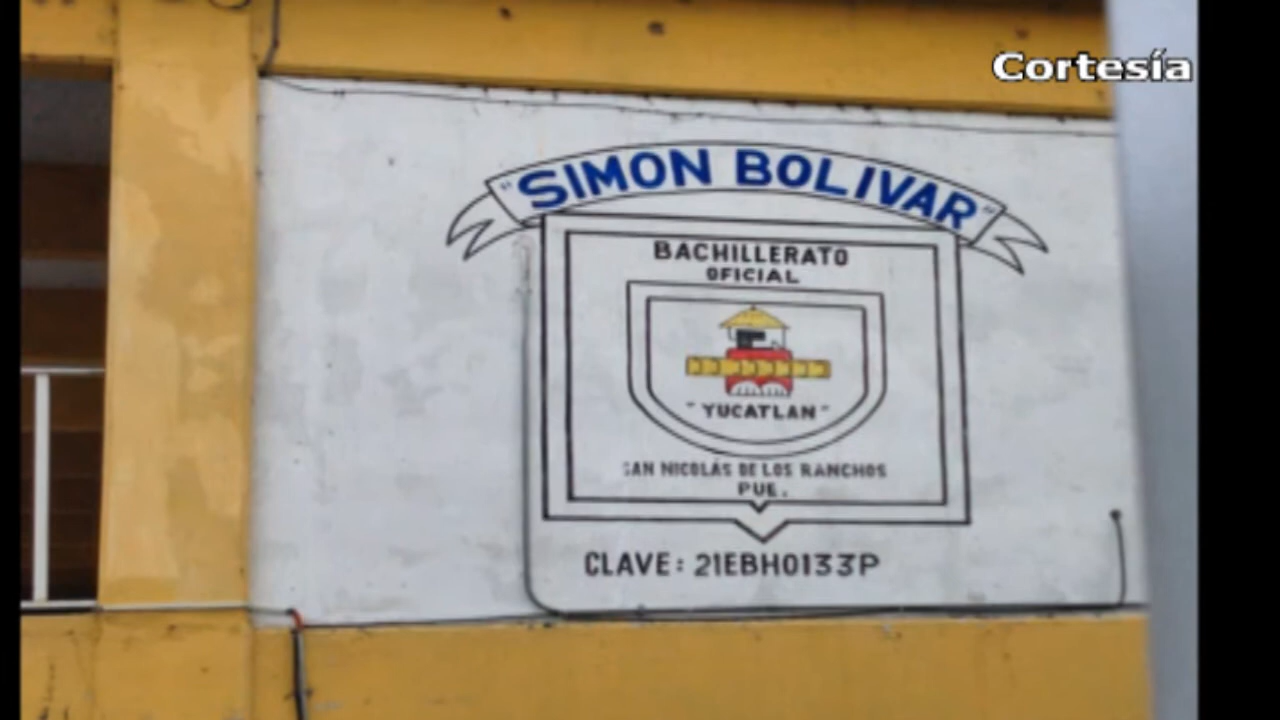 Cortesía
"SIMON BOLIVAR"
BACHILLERATO
OFICIAL
"YUCATLAN"
SAN NICOLÁS DE LOS RANCHOS
PUE.
CLAVE: 21EBH0133P